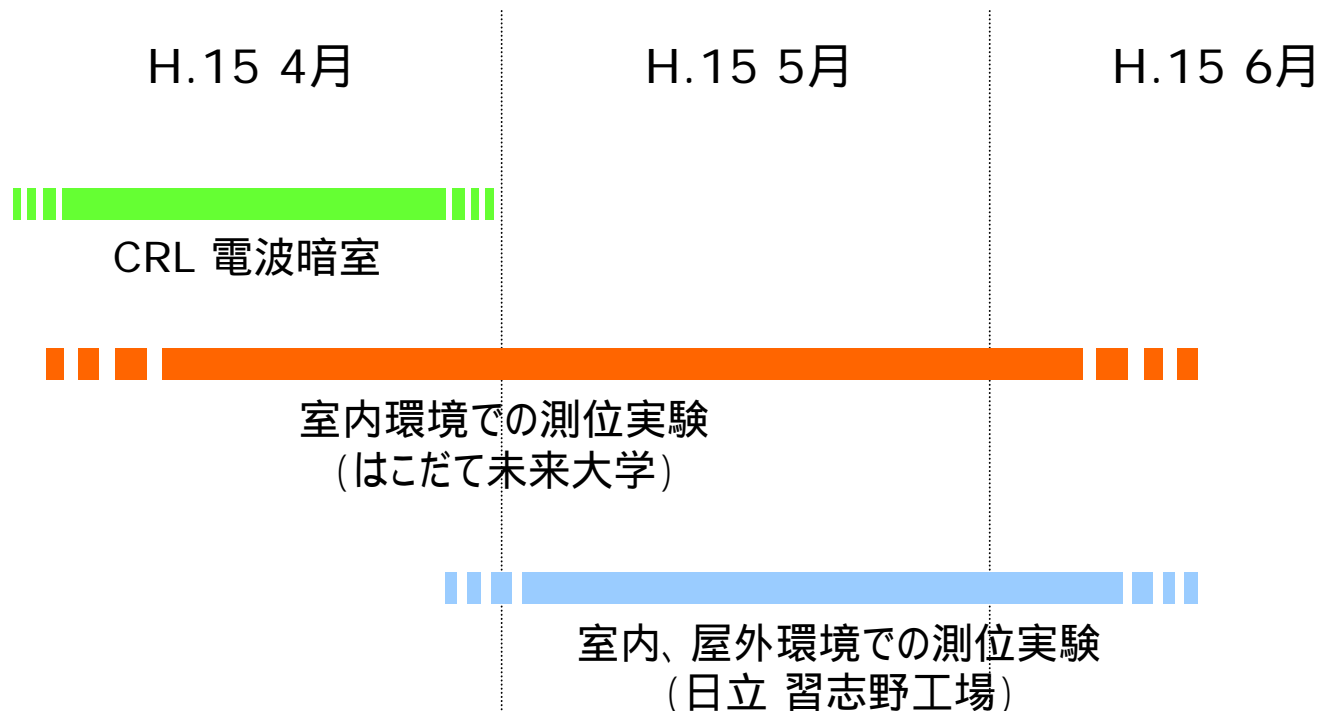 H.15 4月
H.15 5月
H.15 6月
CRL 電波暗室
室内環境での測位実験
(はこだて未来大学)
室内、屋外環境での測位実験
(日立 習志野工場)